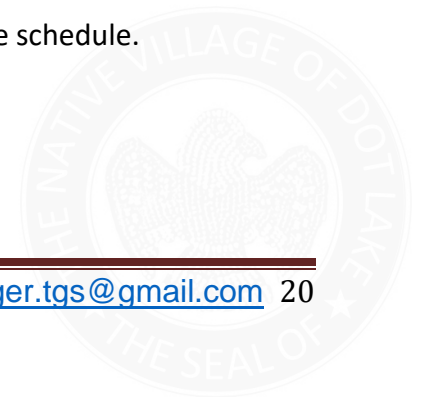 e schedule.
THE NATIVE VILLAGE OF DOT LAKE
ger.tgs@gmail.com 20
THE SEAL OF